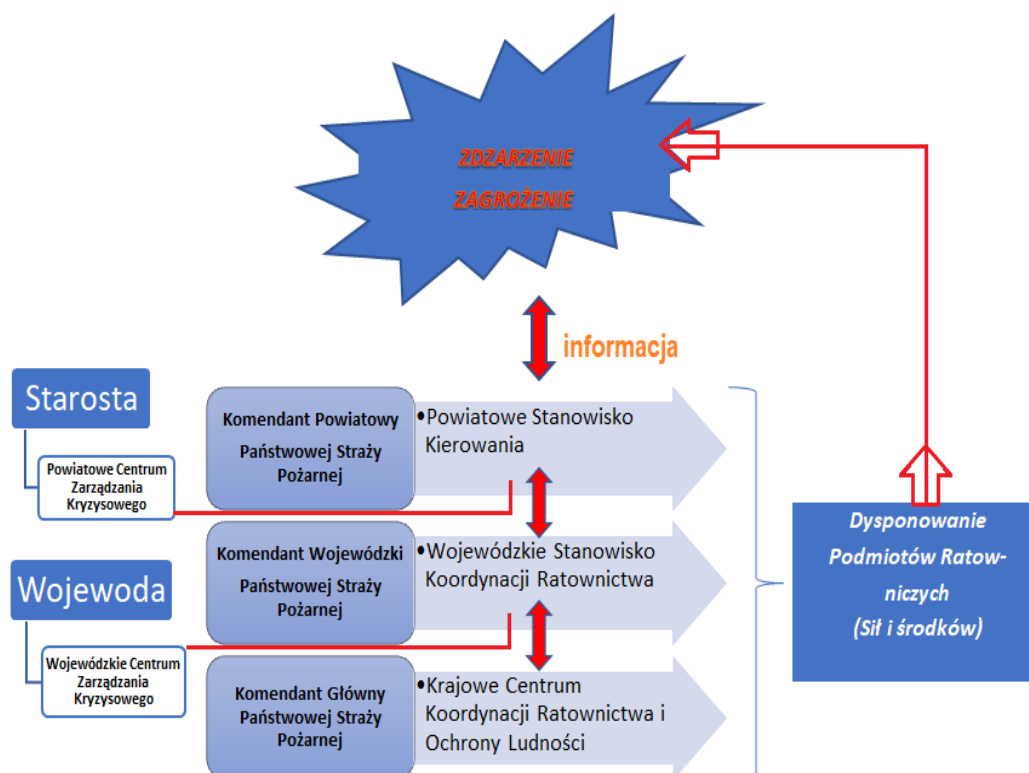 ZDZARZENIE
ZAGROŻENIE
informacja
Starosta
Powiatowe Centrum
Zarządzania
Kryzysowego
Komendant Powiatowy
Państwowej Straży
Pożarnej
•Powiatowe Stanowisko
Kierowania
Wojewoda
Wojewódzkie Centrum
Zarządzania
Kryzysowego
Komendant Wojewódzki
Państwowej Straży
Pożarnej
•Wojewódzkie Stanowisko
Koordynacji Ratownictwa
Komendant Główny
Państwowej Straży
Pożarnej
•Krajowe Centrum
Koordynacji Ratownictwa i
Ochrony Ludności
Dysponowanie
Podmiotów Ratow-
niczych
(Sił i środków)